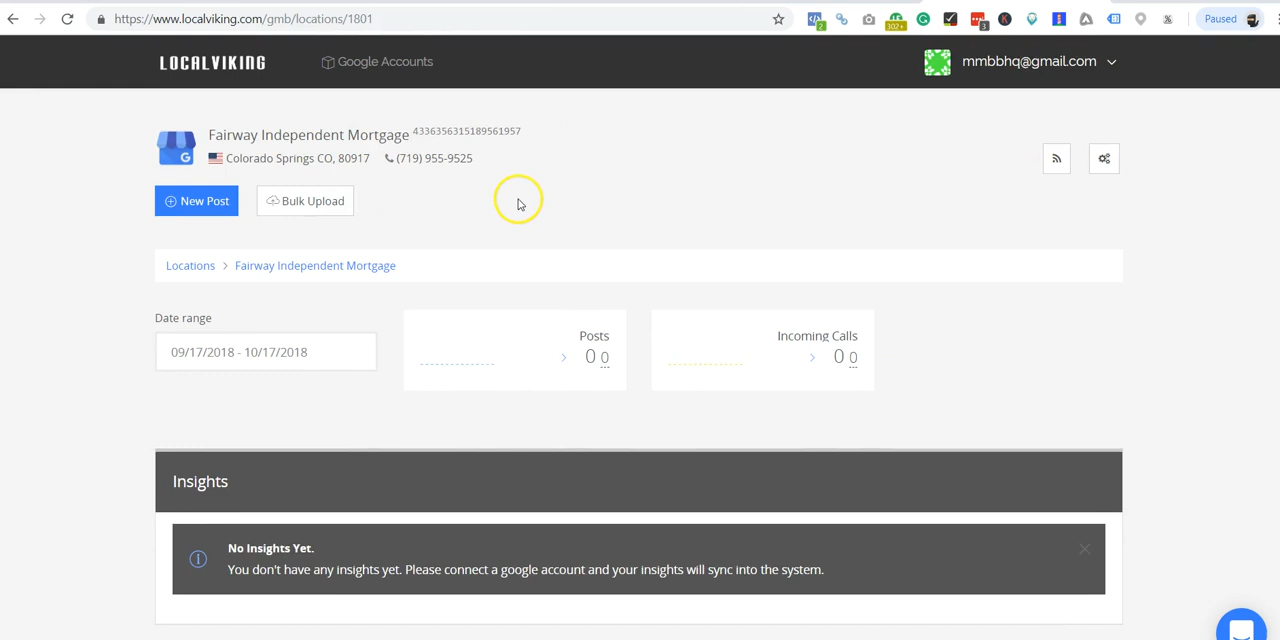 https://www.localviking.com/gmb/locations/1801
2
102+
3
Paused
LOCALVIKING
Google Accounts
mmbbhq@gmail.com
Fairway Independent Mortgage 4336356315189561957
Colorado Springs CO, 80917 (719) 955-9525
New Post
Bulk Upload
Locations > Fairway Independent Mortgage
Date range
09/17/2018 - 10/17/2018
Posts
0 0
Incoming Calls
0 0
Insights
No Insights Yet.
You don't have any insights yet. Please connect a google account and your insights will sync into the system.